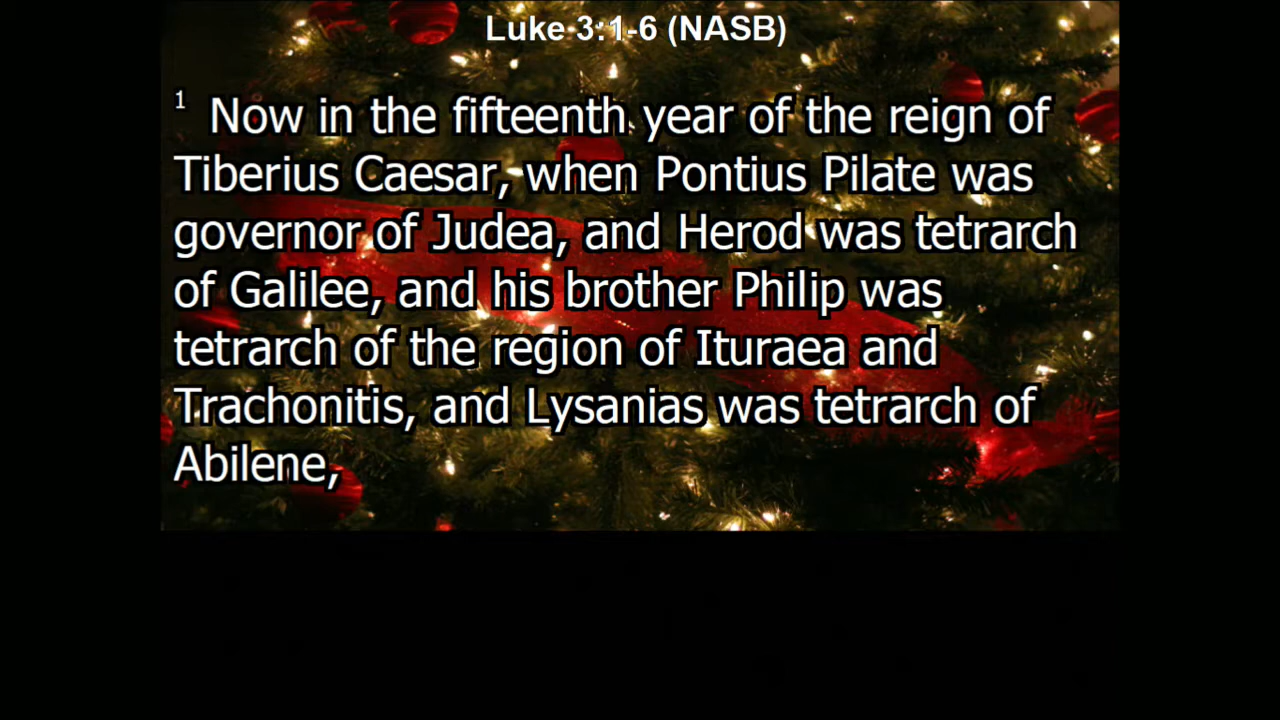 Luke 3:1-6 (NASB)
1 Now in the fifteenth year of the reign of
Tiberius Caesar, when Pontius Pilate was
governor of Judea, and Herod was tetrarch
of Galilee, and his brother Philip was
tetrarch of the region of Ituraea and
Trachonitis, and Lysanias was tetrarch of
Abilene,